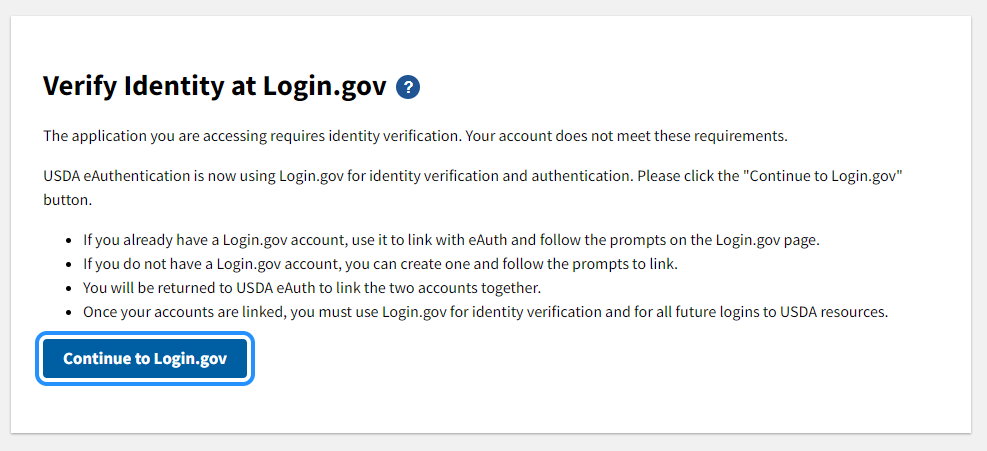 Verify Identity at Login.gov ?
The application you are accessing requires identity verification. Your account does not meet these requirements.
USDA eAuthentication is now using Login.gov for identity verification and authentication. Please click the "Continue to Login.gov"
button.
• If you already have a Login.gov account, use it to link with eAuth and follow the prompts on the Login.gov page.
• If you do not have a Login.gov account, you can create one and follow the prompts to link.
• You will be returned to USDA eAuth to link the two accounts together.
• Once your accounts are linked, you must use Login.gov for identity verification and for all future logins to USDA resources.
Continue to Login.gov